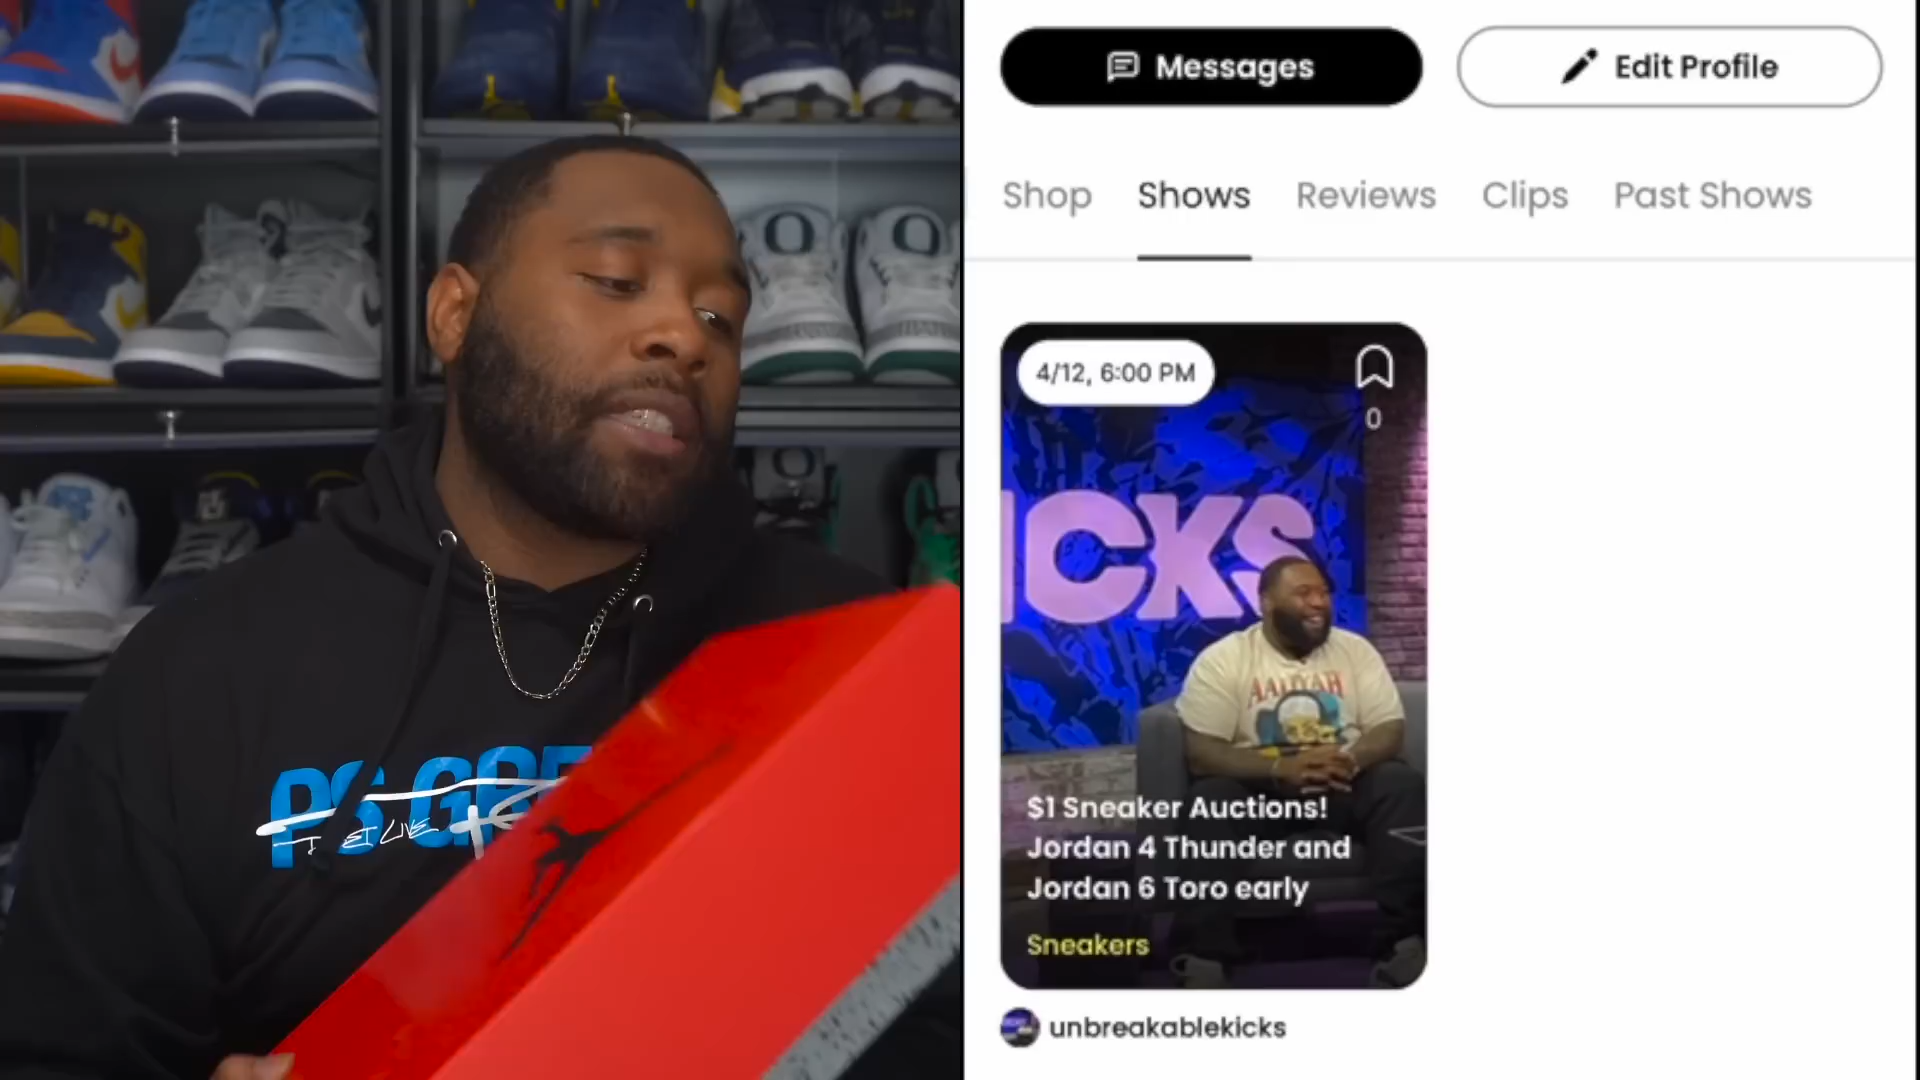 Messages
Edit Profile
Shop
Shows
Reviews
Clips
Past Shows
4/12, 6:00 PM
0
ICKS
AALIYAH
$1 Sneaker Auctions!
Jordan 4 Thunder and
Jordan 6 Toro early
Sneakers
unbreakablekicks